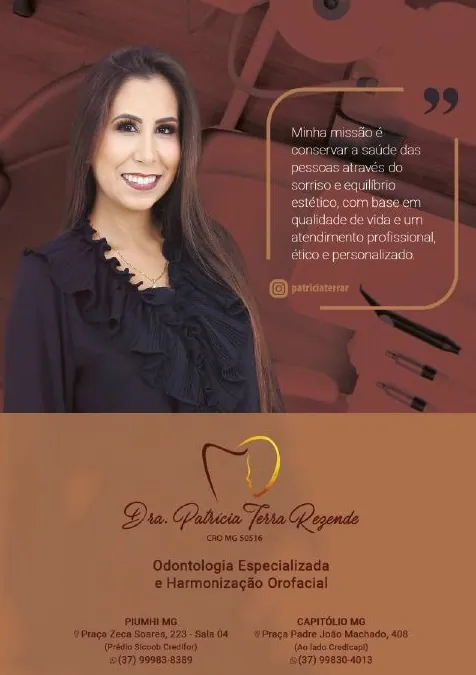 Minha missão é
conservar a saúde das
pessoas através do
sorriso e equilíbrio
estético, com base em
qualidade de vida e um
atendimento profissional,
ético e personalizado.
patriciaterrar
Dra. Patrícia Terra Rezende
CRO MG 50516
Odontologia Especializada
e Harmonização Orofacial
PIUMHI MG
Praça Zeca Soares, 223 - Sala 04
(Prédio Sicoob Credifor)
(37) 99983-8389
CAPITÓLIO MG
Praça Padre João Machado, 408
(Ao lado Credicapi)
(37) 99830-4013